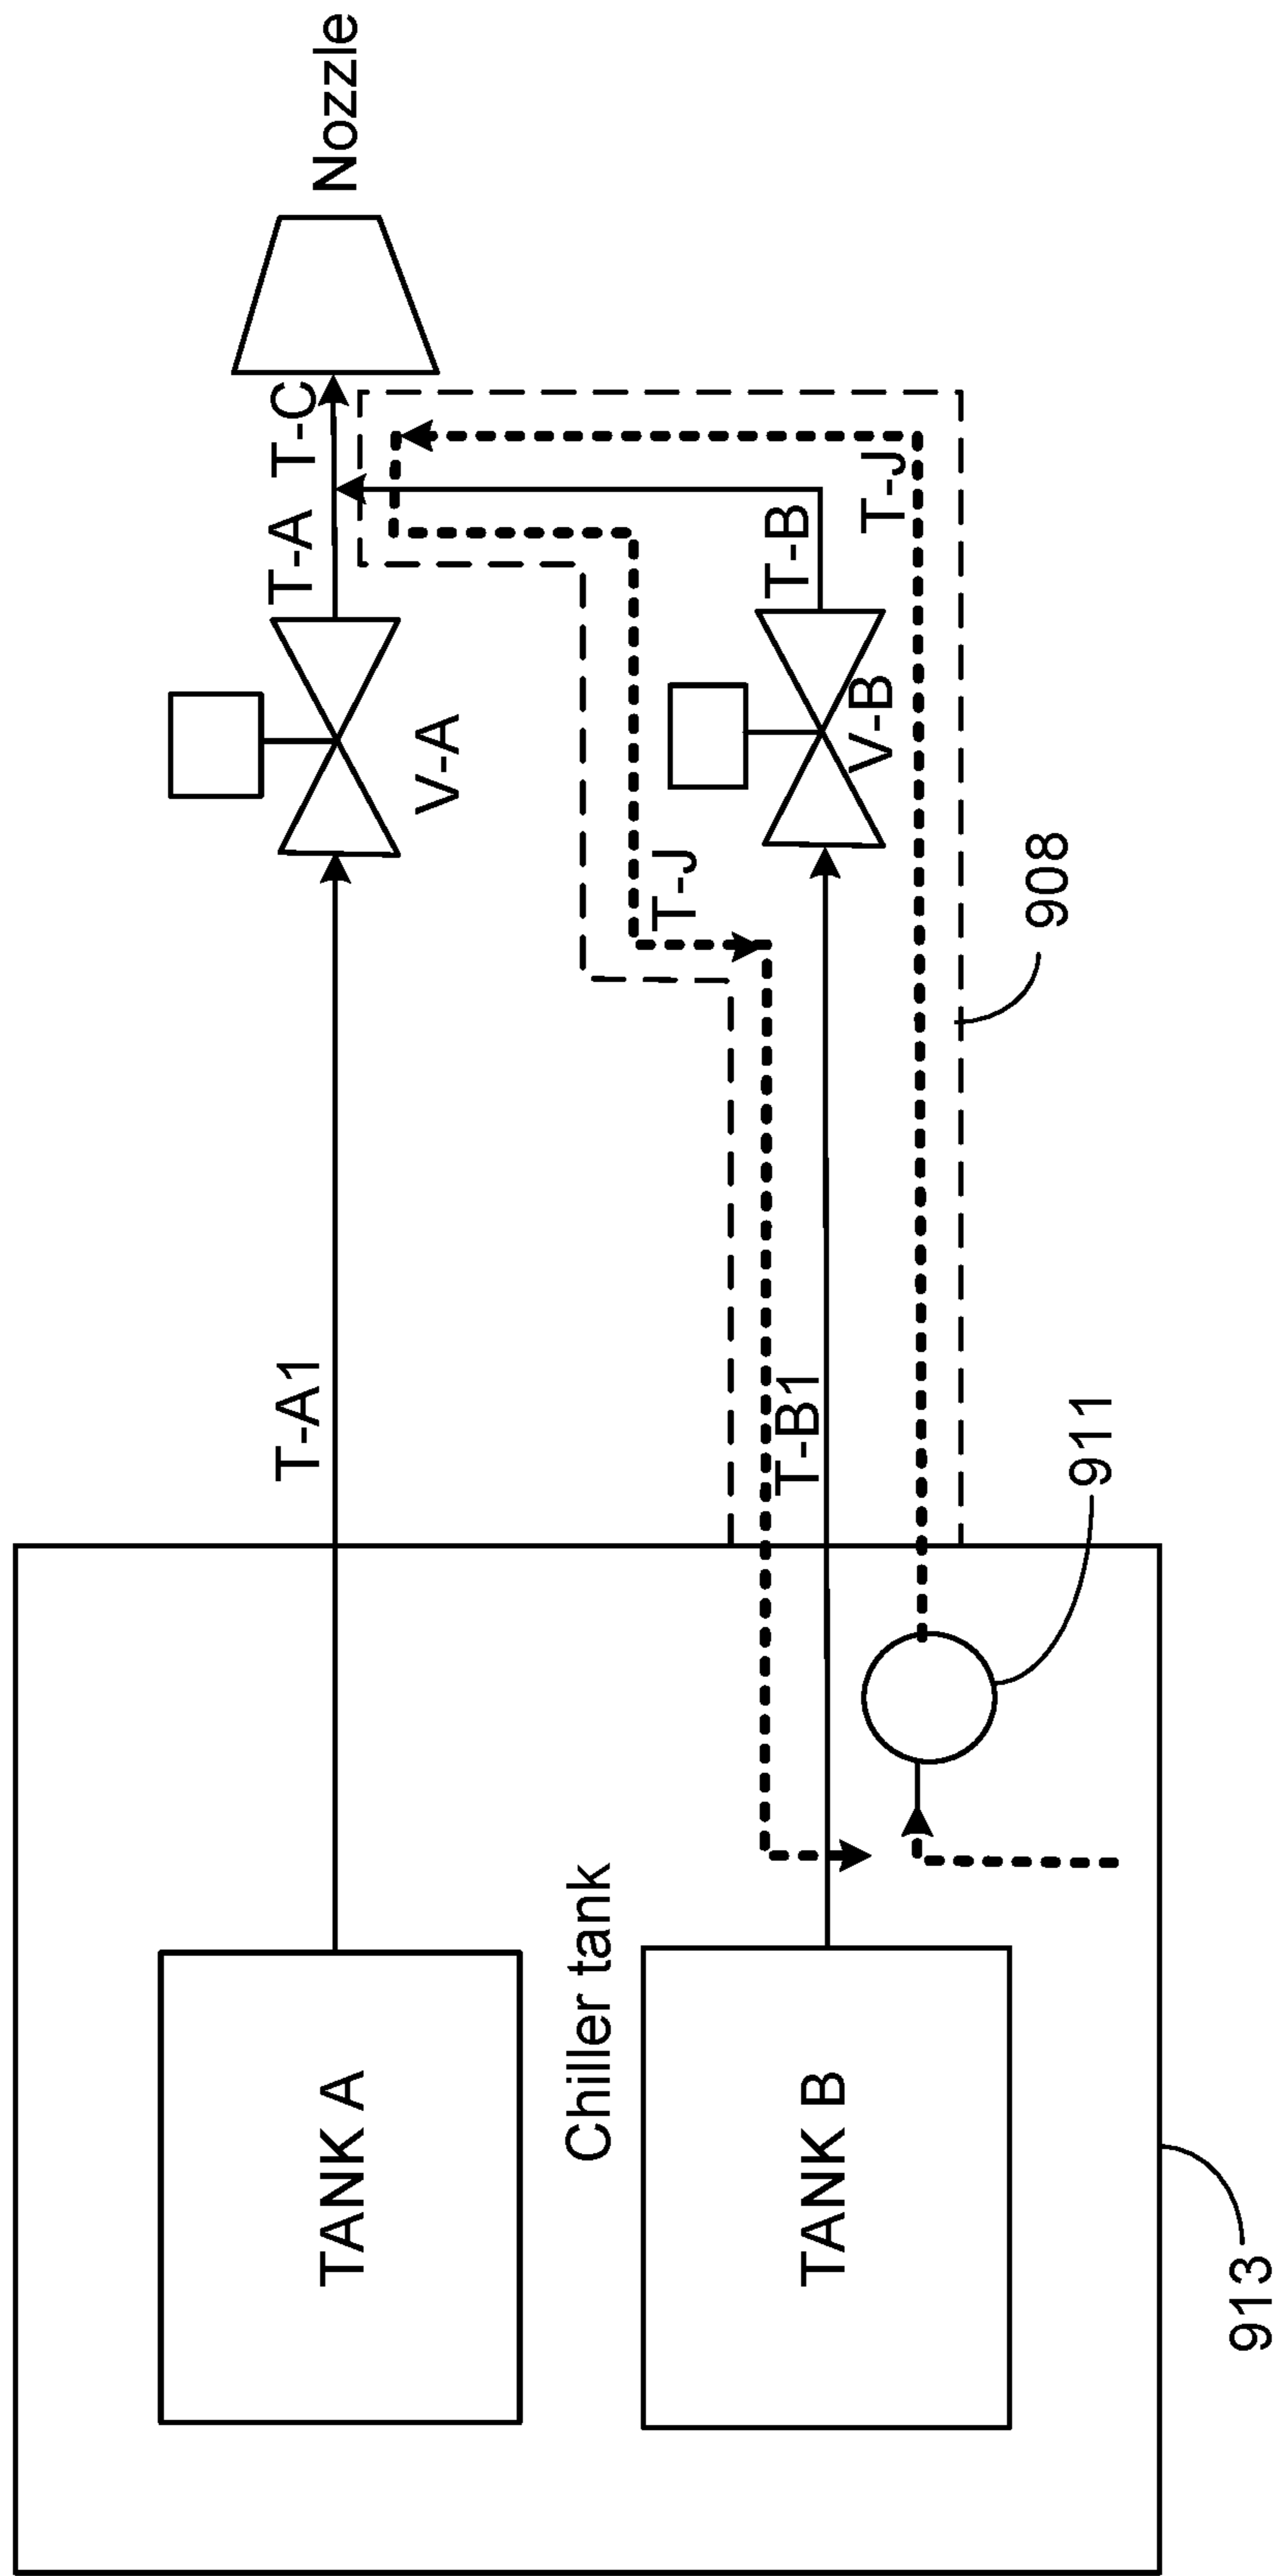 Nozzle
T-A1
T-A
T-C
V-A
TANK A
Chiller tank
T-J
T-B1
T-B
V-B
T-J
TANK B
908
911
913